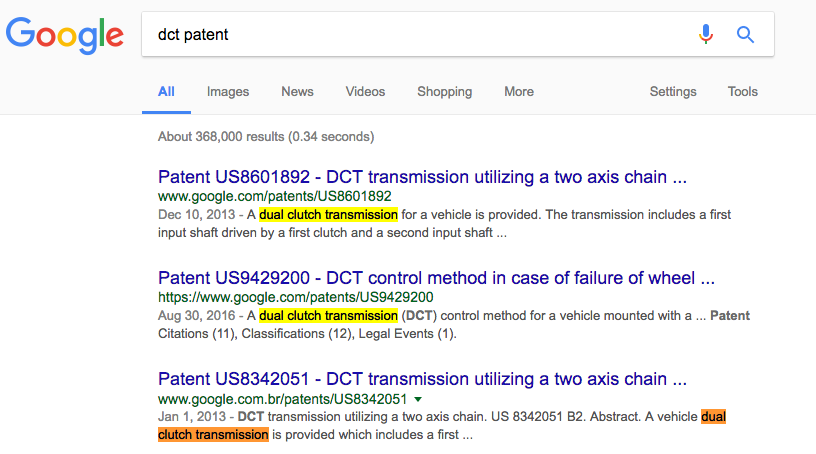 Google
dct patent
All Images News Videos Shopping More Settings Tools
About 368,000 results (0.34 seconds)
Patent US8601892 - DCT transmission utilizing a two axis chain ...
www.google.com/patents/US8601892
Dec 10, 2013 - A dual clutch transmission for a vehicle is provided. The transmission includes a first
input shaft driven by a first clutch and a second input shaft ...
Patent US9429200 - DCT control method in case of failure of wheel ...
https://www.google.com/patents/US9429200
Aug 30, 2016 - A dual clutch transmission (DCT) control method for a vehicle mounted with a ... Patent
Citations (11), Classifications (12), Legal Events (1).
Patent US8342051 - DCT transmission utilizing a two axis chain ...
www.google.com.br/patents/US8342051
Jan 1, 2013 - DCT transmission utilizing a two axis chain. US 8342051 B2. Abstract. A vehicle dual
clutch transmission is provided which includes a first ...